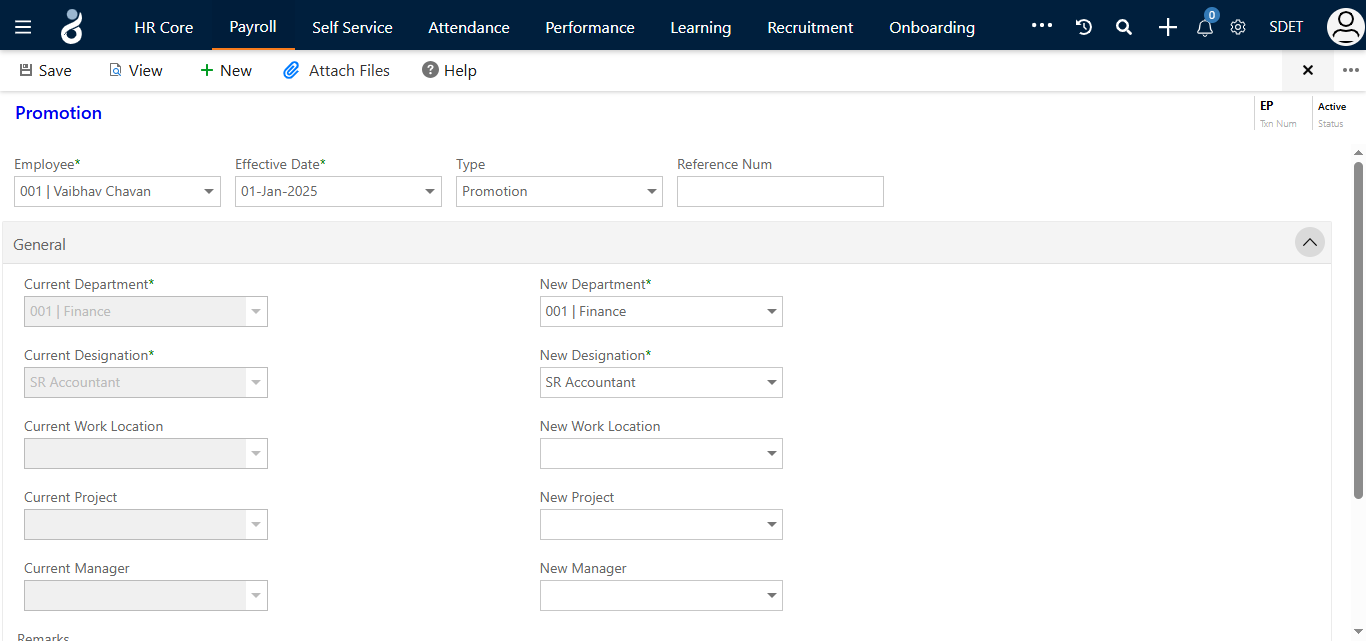 HR Core Payroll Self Service Attendance Performance Learning Recruitment Onboarding ••• 0 SDET
Save View + New Attach Files ? Help × •••
Promotion
EP Active
Txn Num Status
Employee* Effective Date* Type Reference Num
001 | Vaibhav Chavan 01-Jan-2025 Promotion
General
Current Department* New Department*
001 | Finance 001 | Finance
Current Designation* New Designation*
SR Accountant SR Accountant
Current Work Location New Work Location
Current Project New Project
Current Manager New Manager
Remarks